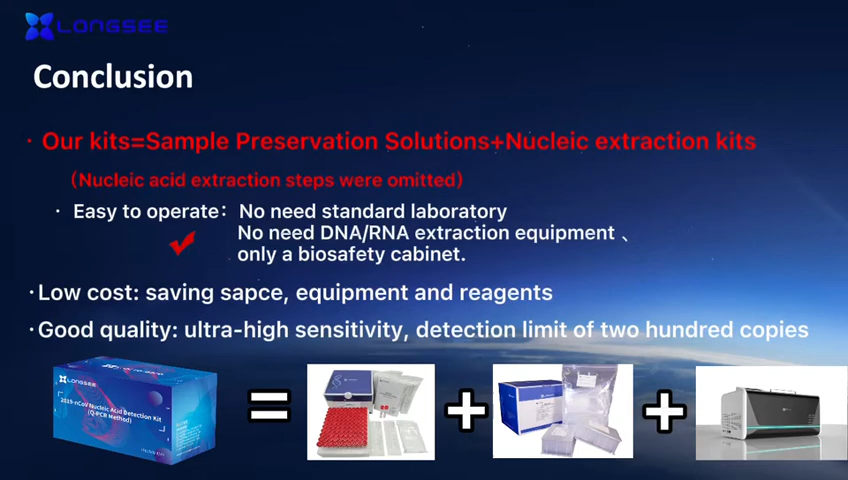 LONGSEE
Conclusion
· Our kits=Sample Preservation Solutions+Nucleic extraction kits
（Nucleic acid extraction steps were omitted）
· Easy to operate： No need standard laboratory
No need DNA/RNA extraction equipment 、
only a biosafety cabinet.
·Low cost: saving sapce, equipment and reagents
·Good quality: ultra-high sensitivity, detection limit of two hundred copies
LONGSEE
2019-nCoV Nucleic Acid Detection Kit
(Q-PCR Method)
= + +